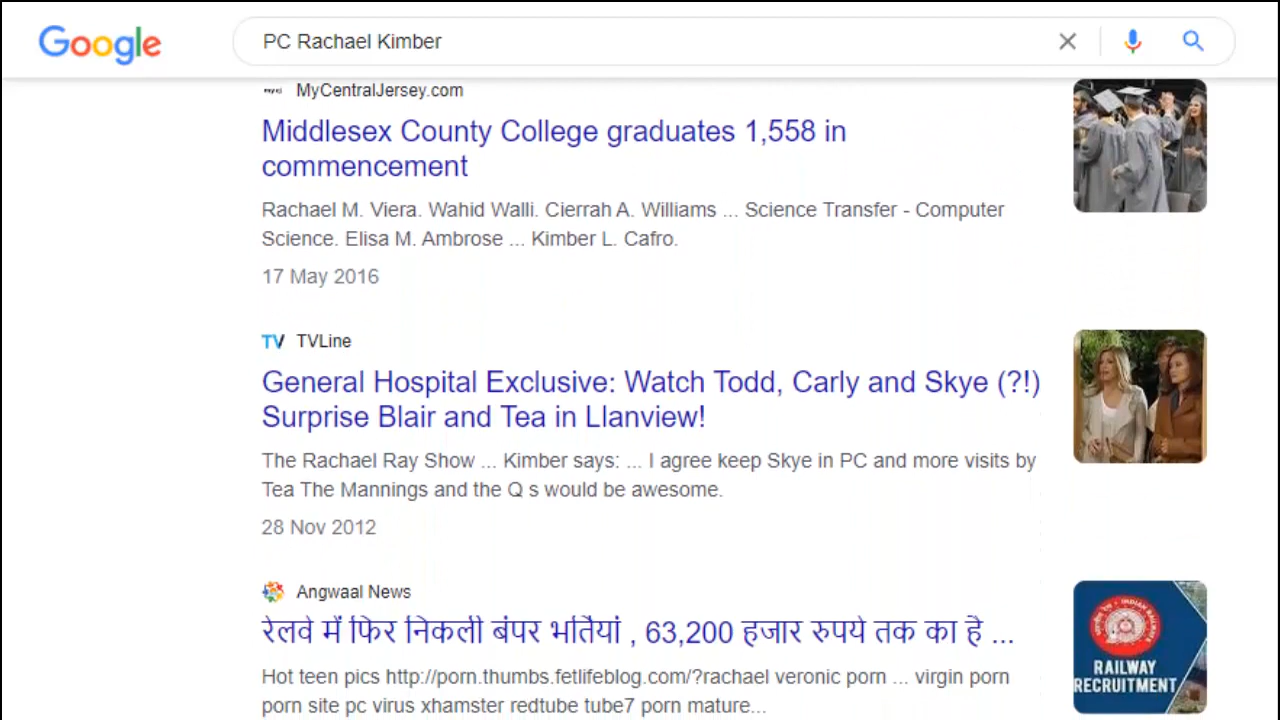 Google
PC Rachael Kimber
MyCentralJersey.com
Middlesex County College graduates 1,558 in
commencement
Rachael M. Viera. Wahid Walli. Cierrah A. Williams ... Science Transfer - Computer
Science. Elisa M. Ambrose ... Kimber L. Cafro.
17 May 2016
TV TVLine
General Hospital Exclusive: Watch Todd, Carly and Skye (?!)
Surprise Blair and Tea in Llanview!
The Rachael Ray Show ... Kimber says: ... I agree keep Skye in PC and more visits by
Tea The Mannings and the Q s would be awesome.
28 Nov 2012
Angwaal News
रेलवे में फिर निकली बंपर भर्तियां , 63,200 हजार रुपये तक का है ...
Hot teen pics http://porn.thumbs.fetlifeblog.com/?rachael veronic porn ... virgin porn
porn site pc virus xhamster redtube tube7 porn mature...
RAILWAY
RECRUITMENT